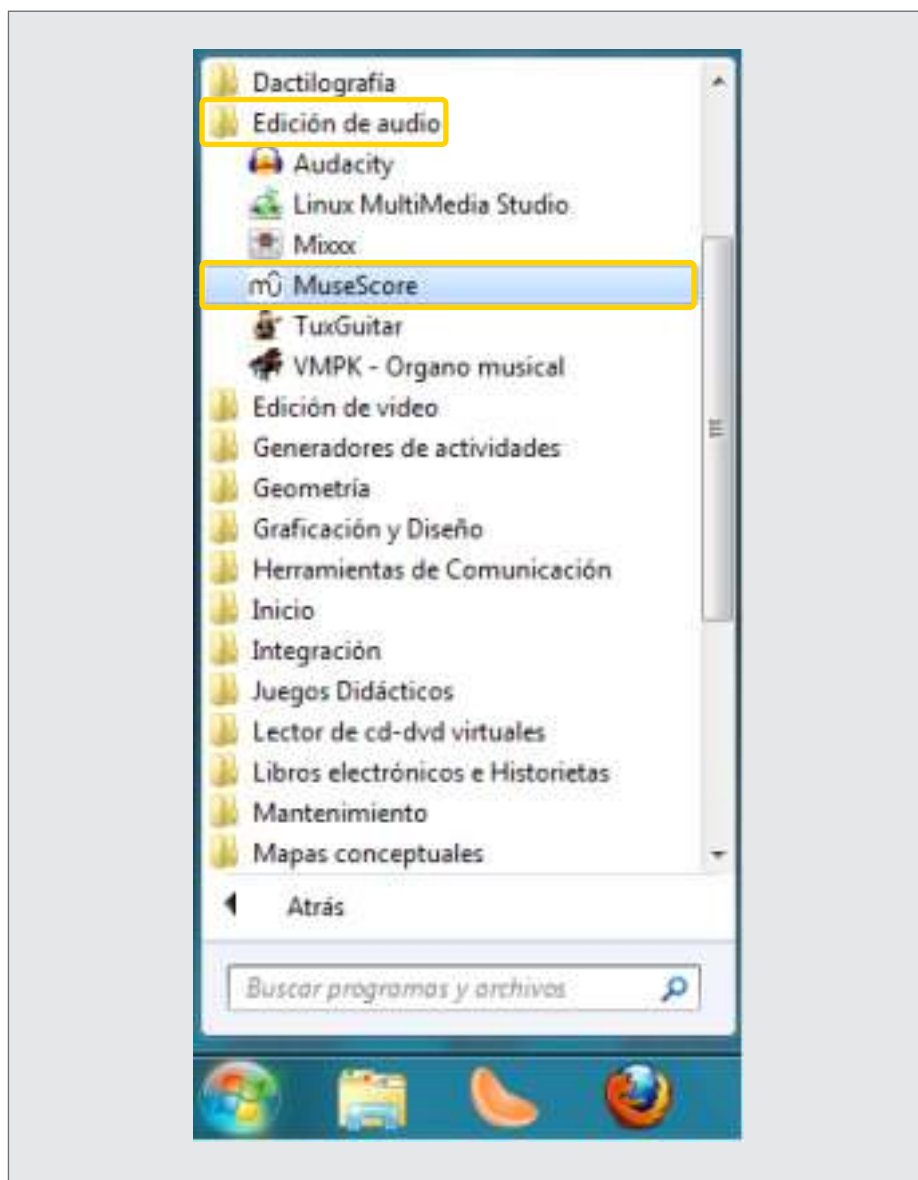 Dactilografía
Edición de audio
Audacity
Linux MultiMedia Studio
Mixxx
MuseScore
TuxGuitar
VMPK - Organo musical
Edición de video
Generadores de actividades
Geometría
Graficación y Diseño
Herramientas de Comunicación
Inicio
Integración
Juegos Didácticos
Lector de cd-dvd virtuales
Libros electrónicos e Historietas
Mantenimiento
Mapas conceptuales
Atrás
Buscar programas y archivos